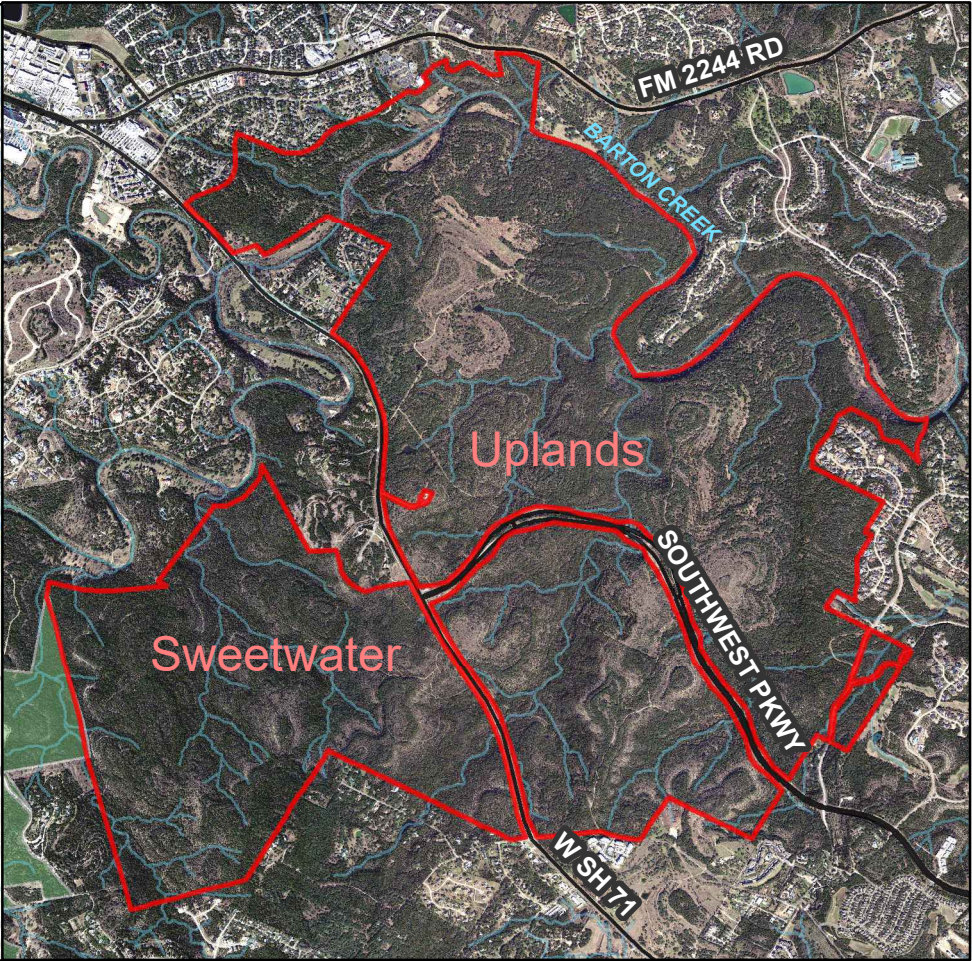 FM 2244 RD
BARTON CREEK
Uplands
SOUTHWEST PKWY
Sweetwater
W SH 71